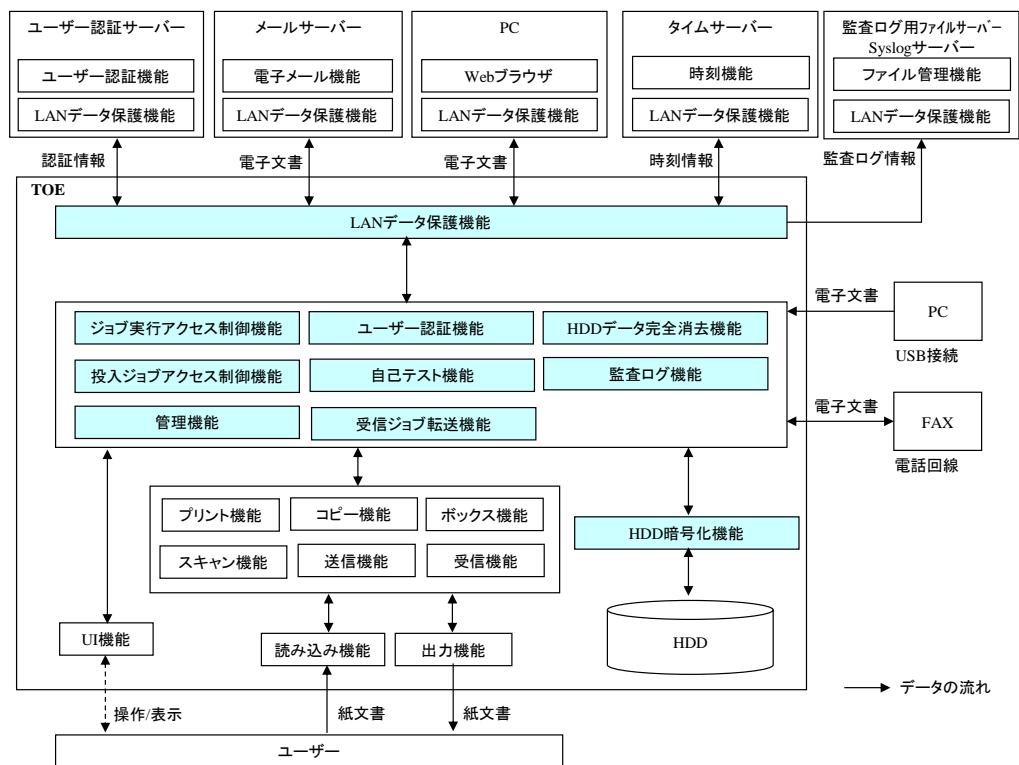 ユーザー認証サーバー
ユーザー認証機能
LANデータ保護機能
メールサーバー
電子メール機能
LANデータ保護機能
PC
Webブラウザ
LANデータ保護機能
タイムサーバー
時刻機能
LANデータ保護機能
監査ログ用ファイルサーバー
Syslogサーバー
ファイル管理機能
LANデータ保護機能
認証情報
電子文書
電子文書
時刻情報
監査ログ情報
TOE
LANデータ保護機能
ジョブ実行アクセス制御機能
ユーザー認証機能
HDDデータ完全消去機能
投入ジョブアクセス制御機能
自己テスト機能
監査ログ機能
管理機能
受信ジョブ転送機能
電子文書
PC
USB接続
電子文書
FAX
電話回線
プリント機能
コピー機能
ボックス機能
スキャン機能
送信機能
受信機能
HDD暗号化機能
HDD
UI機能
読み込み機能
出力機能
データの流れ
操作/表示
紙文書
紙文書
ユーザー